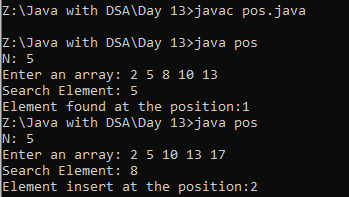 Z:\Java with DSA\Day 13>javac pos.java
Z:\Java with DSA\Day 13>java pos
N: 5
Enter an array: 2 5 8 10 13
Search Element: 5
Element found at the position:1
Z:\Java with DSA\Day 13>java pos
N: 5
Enter an array: 2 5 10 13 17
Search Element: 8
Element insert at the position:2